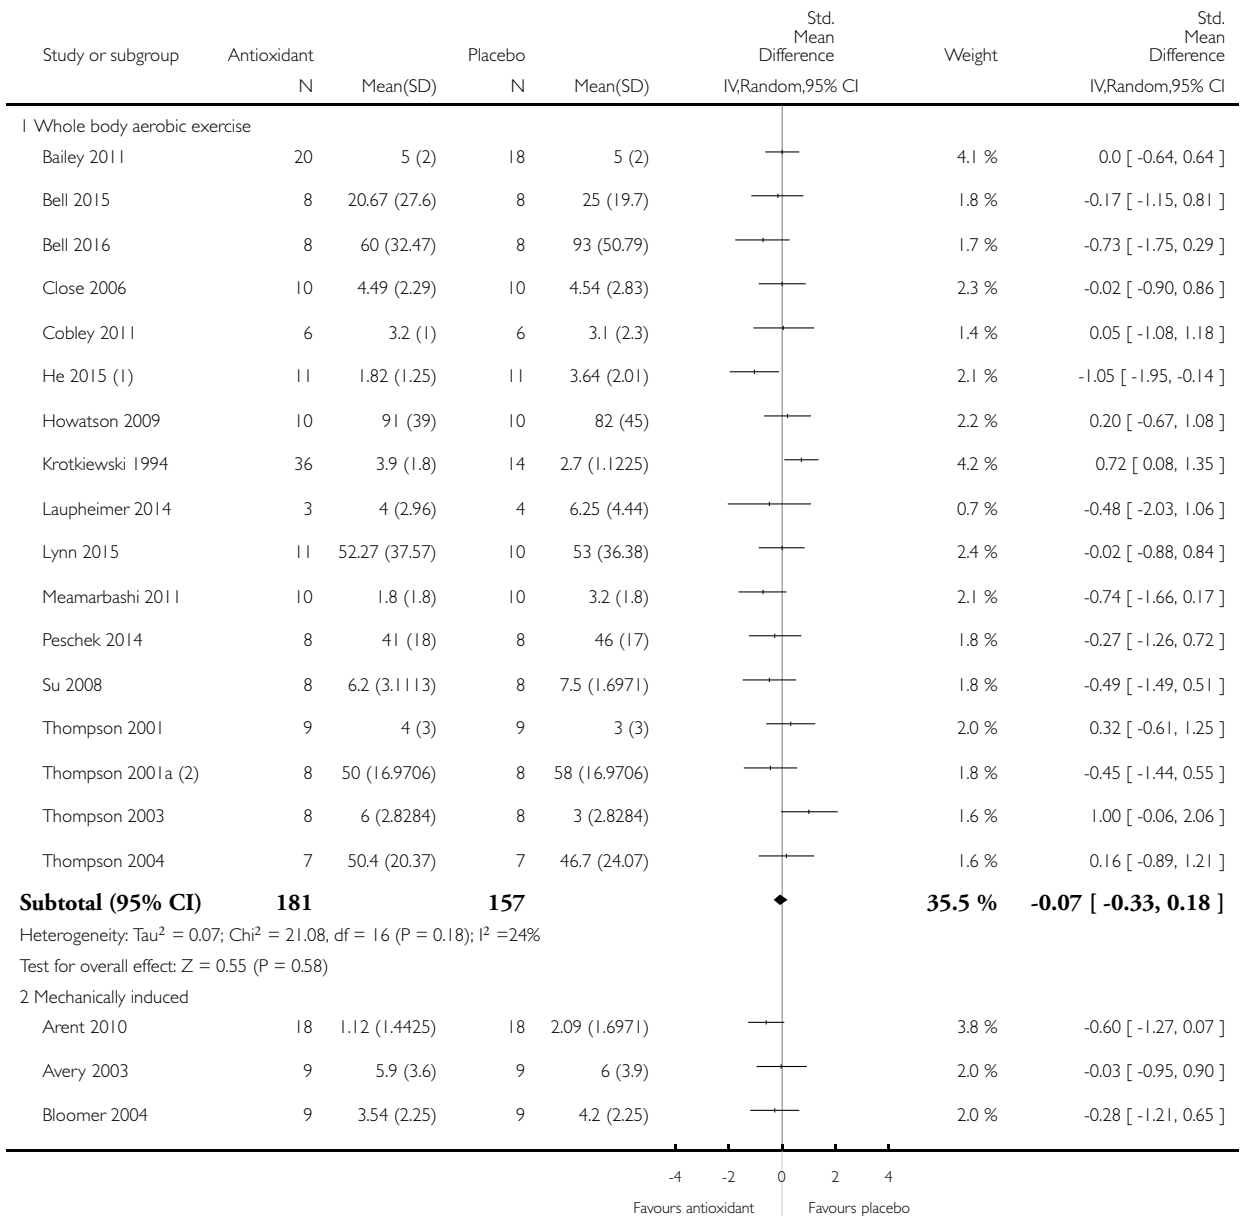 Study or subgroup Antioxidant Placebo Std. Mean Difference Weight Std. Mean Difference
N Mean(SD) N Mean(SD) IV,Random,95% CI IV,Random,95% CI
1 Whole body aerobic exercise
Bailey 2011 20 5 (2) 18 5 (2) 4.1 % 0.0 [ -0.64, 0.64 ]
Bell 2015 8 20.67 (27.6) 8 25 (19.7) 1.8 % -0.17 [ -1.15, 0.81 ]
Bell 2016 8 60 (32.47) 8 93 (50.79) 1.7 % -0.73 [ -1.75, 0.29 ]
Close 2006 10 4.49 (2.29) 10 4.54 (2.83) 2.3 % -0.02 [ -0.90, 0.86 ]
Cobley 2011 6 3.2 (1) 6 3.1 (2.3) 1.4 % 0.05 [ -1.08, 1.18 ]
He 2015 (1) 11 1.82 (1.25) 11 3.64 (2.01) 2.1 % -1.05 [ -1.95, -0.14 ]
Howatson 2009 10 91 (39) 10 82 (45) 2.2 % 0.20 [ -0.67, 1.08 ]
Krotkiewski 1994 36 3.9 (1.8) 14 2.7 (1.1225) 4.2 % 0.72 [ 0.08, 1.35 ]
Laupheimer 2014 3 4 (2.96) 4 6.25 (4.44) 0.7 % -0.48 [ -2.03, 1.06 ]
Lynn 2015 11 52.27 (37.57) 10 53 (36.38) 2.4 % -0.02 [ -0.88, 0.84 ]
Meamarbashi 2011 10 1.8 (1.8) 10 3.2 (1.8) 2.1 % -0.74 [ -1.66, 0.17 ]
Peschek 2014 8 41 (18) 8 46 (17) 1.8 % -0.27 [ -1.26, 0.72 ]
Su 2008 8 6.2 (3.1113) 8 7.5 (1.6971) 1.8 % -0.49 [ -1.49, 0.51 ]
Thompson 2001 9 4 (3) 9 3 (3) 2.0 % 0.32 [ -0.61, 1.25 ]
Thompson 2001a (2) 8 50 (16.9706) 8 58 (16.9706) 1.8 % -0.45 [ -1.44, 0.55 ]
Thompson 2003 8 6 (2.8284) 8 3 (2.8284) 1.6 % 1.00 [ -0.06, 2.06 ]
Thompson 2004 7 50.4 (20.37) 7 46.7 (24.07) 1.6 % 0.16 [ -0.89, 1.21 ]
Subtotal (95% CI) 181 157 35.5 % -0.07 [ -0.33, 0.18 ]
Heterogeneity: Tau² = 0.07; Chi² = 21.08, df = 16 (P = 0.18); I² =24%
Test for overall effect: Z = 0.55 (P = 0.58)
2 Mechanically induced
Arent 2010 18 1.12 (1.4425) 18 2.09 (1.6971) 3.8 % -0.60 [ -1.27, 0.07 ]
Avery 2003 9 5.9 (3.6) 9 6 (3.9) 2.0 % -0.03 [ -0.95, 0.90 ]
Bloomer 2004 9 3.54 (2.25) 9 4.2 (2.25) 2.0 % -0.28 [ -1.21, 0.65 ]
-4 -2 0 2 4
Favours antioxidant Favours placebo